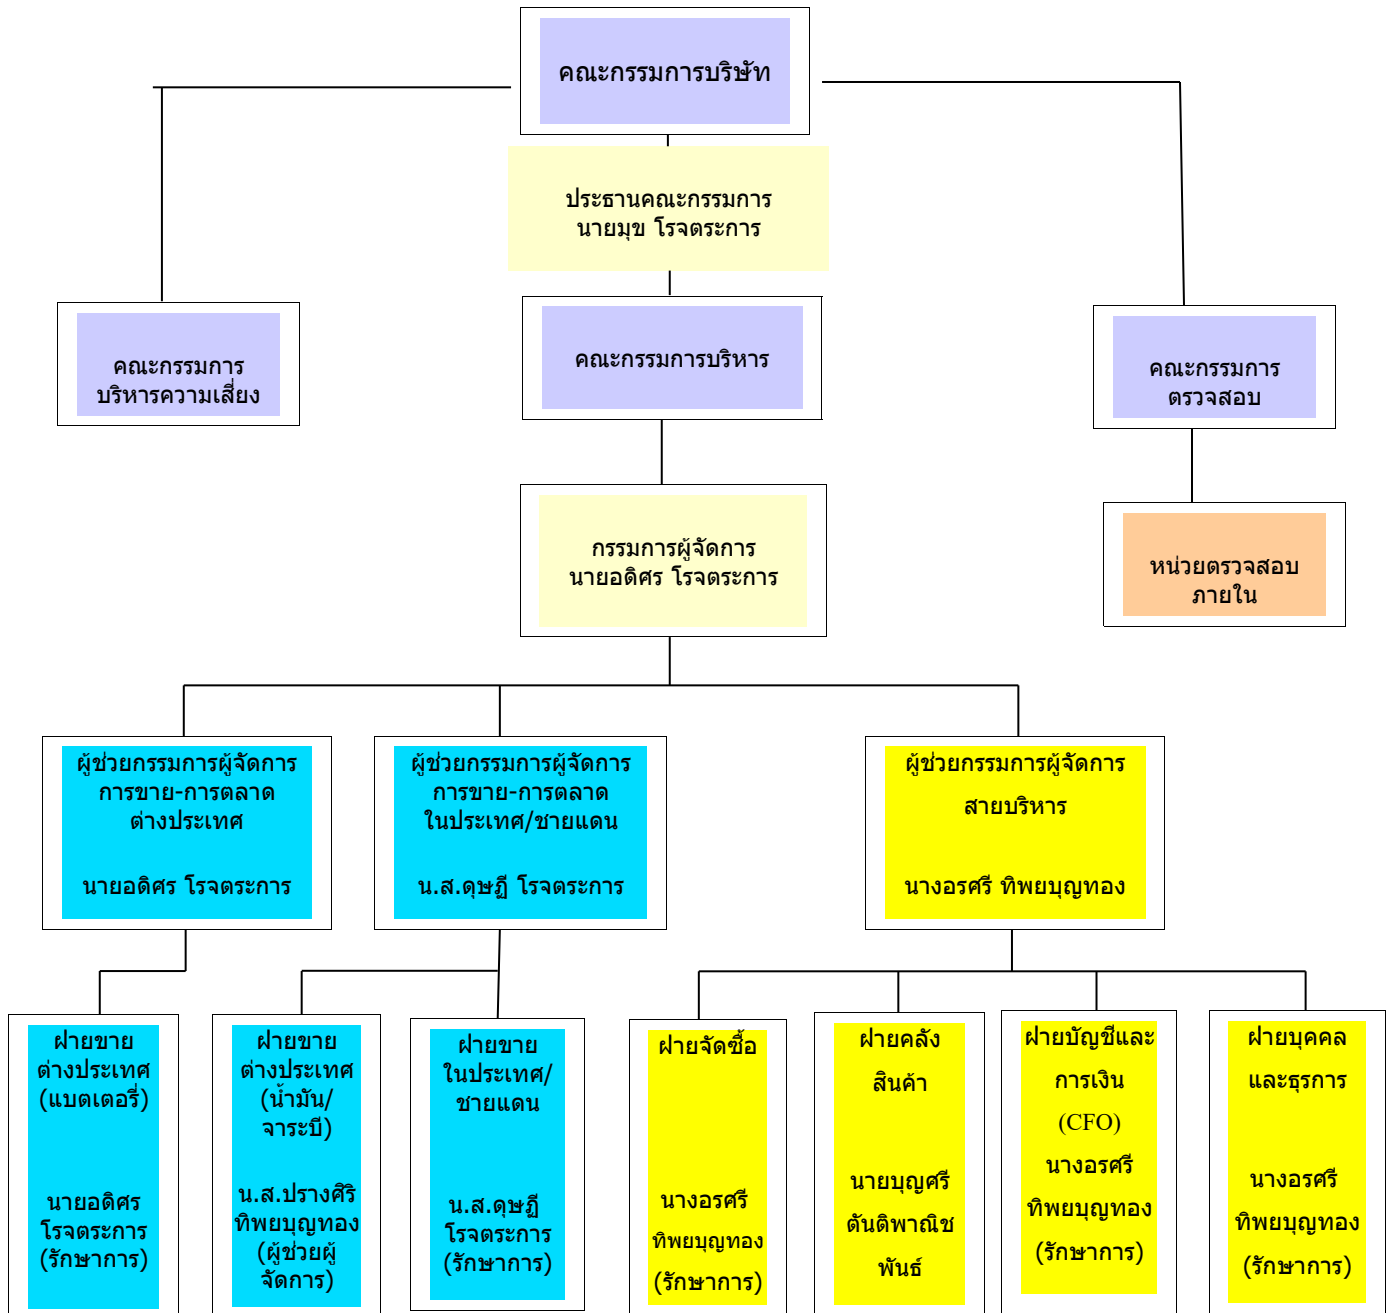 คณะกรรมการบริษัท
ประธานคณะกรรมการ
นายมุข โรจตระการ
คณะกรรมการ
บริหารความเสี่ยง
คณะกรรมการบริหาร
คณะกรรมการ
ตรวจสอบ
กรรมการผู้จัดการ
นายอดิศร โรจตระการ
หน่วยตรวจสอบ
ภายใน
ผู้ช่วยกรรมการผู้จัดการ
การขาย-การตลาด
ต่างประเทศ
นายอดิศร โรจตระการ
ผู้ช่วยกรรมการผู้จัดการ
การขาย-การตลาด
ในประเทศ/ชายแดน
น.ส.ดุษฎี โรจตระการ
ผู้ช่วยกรรมการผู้จัดการ
สายบริหาร
นางอรศรี ทิพยบุญทอง
ฝ่ายขาย
ต่างประเทศ
(แบตเตอรี่)
นายอดิศร
โรจตระการ
(รักษาการ)
ฝ่ายขาย
ต่างประเทศ
(น้ำมัน/
จาระบี)
น.ส.ปรางศิริ
ทิพยบุญทอง
(ผู้ช่วยผู้
จัดการ)
ฝ่ายขาย
ในประเทศ/
ชายแดน
น.ส.ดุษฎี
โรจตระการ
(รักษาการ)
ฝ่ายจัดซื้อ
นางอรศรี
ทิพยบุญทอง
(รักษาการ)
ฝ่ายคลัง
สินค้า
นายบุญศรี
ตันติพาณิช
พันธ์
ฝ่ายบัญชีและ
การเงิน
(CFO)
นางอรศรี
ทิพยบุญทอง
(รักษาการ)
ฝ่ายบุคคล
และธุรการ
นางอรศรี
ทิพยบุญทอง
(รักษาการ)